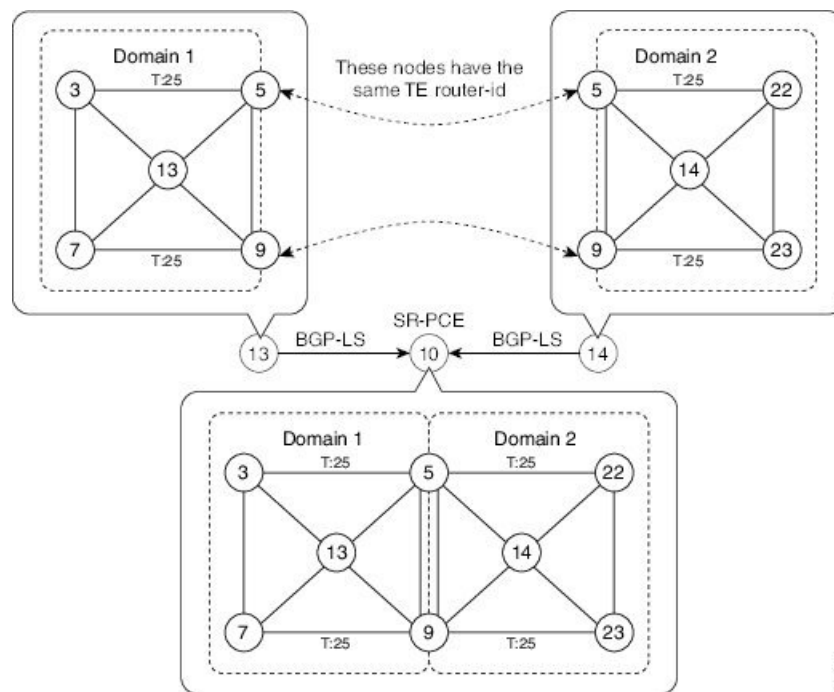 Domain 1
T:25
3
5
13
7
9
T:25
These nodes have the
same TE router-id
Domain 2
T:25
5
22
14
9
23
T:25
SR-PCE
13
BGP-LS
10
BGP-LS
14
Domain 1
Domain 2
T:25
T:25
3
5
22
13
14
7
9
23
T:25
T:25